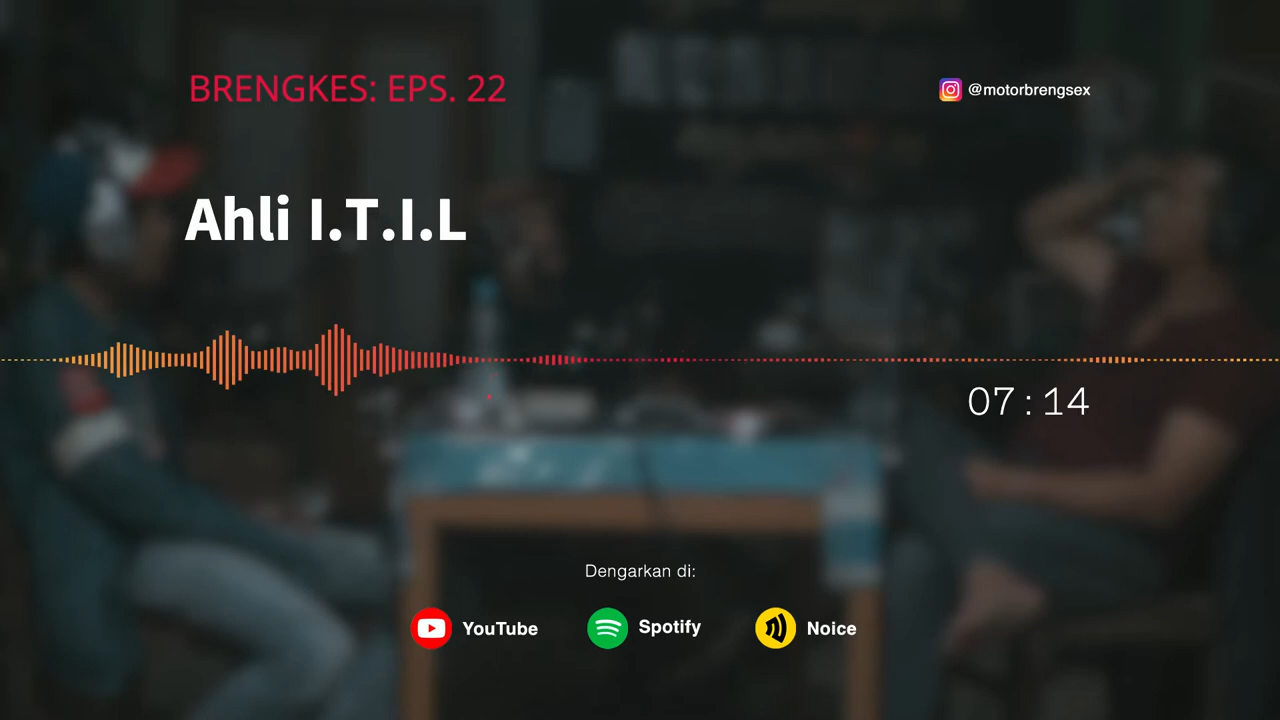 BRENGKES: EPS. 22
@motorbrengsex
Ahli I.T.I.L
07 : 14
Dengarkan di:
YouTube
Spotify
Noice